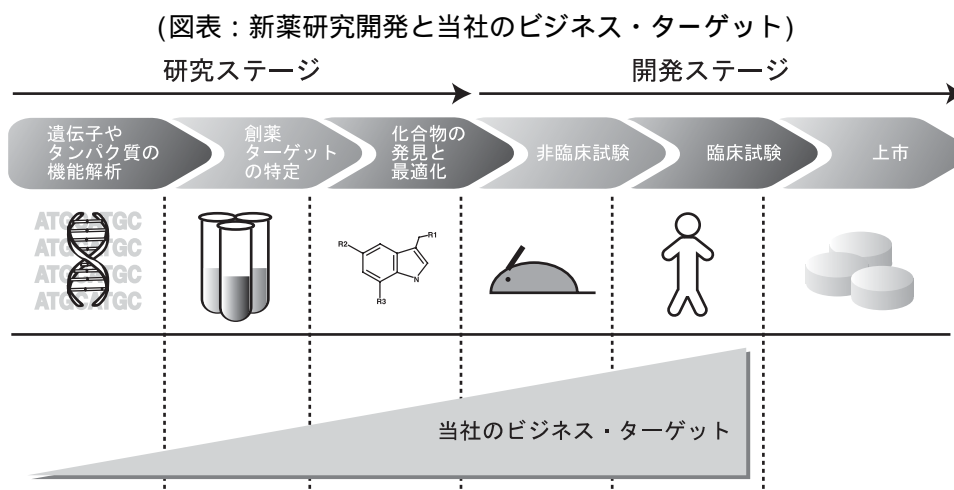 (図表：新薬研究開発と当社のビジネス・ターゲット)
研究ステージ
開発ステージ
遺伝子や
タンパク質の
機能解析
創薬
ターゲット
の特定
化合物の
発見と
最適化
非臨床試験
臨床試験
上市
ATGCATGC
ATGCATGC
ATGCATGC
ATGCATGC
R2
R1
N
R3
当社のビジネス・ターゲット